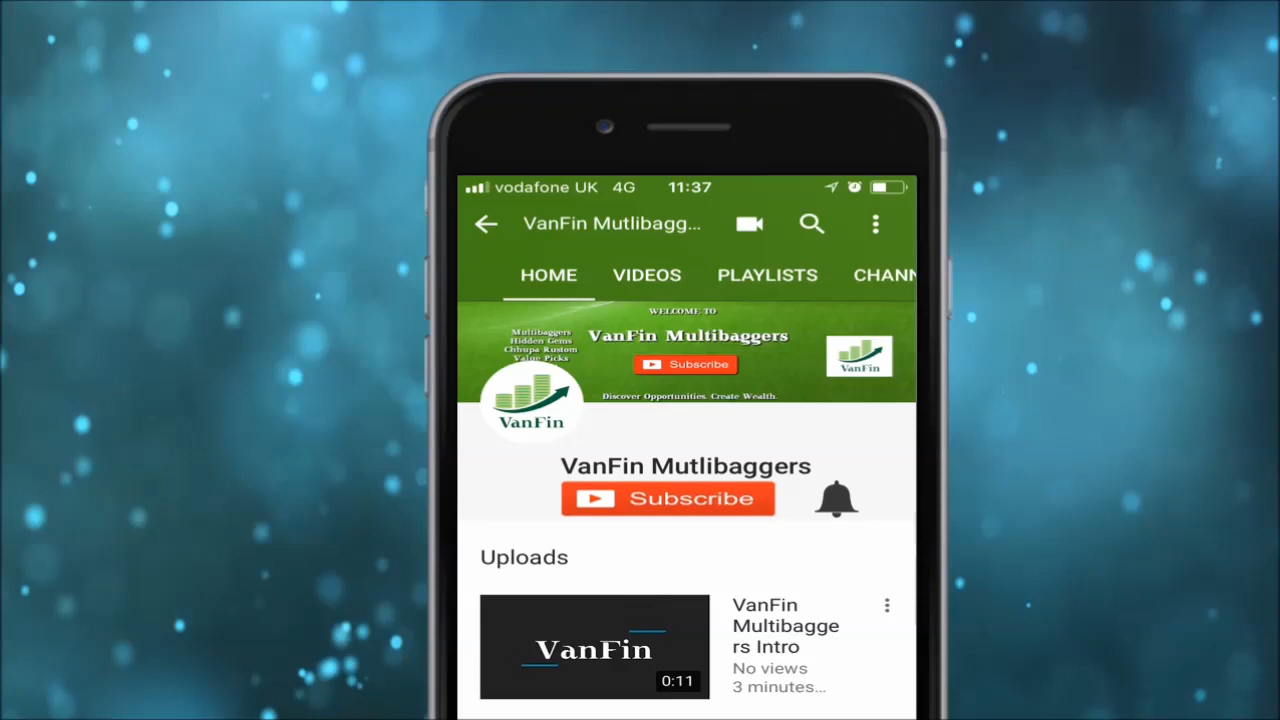 vodafone UK 4G 11:37
VanFin Mutlibagg...
HOME VIDEOS PLAYLISTS CHANN
WELCOME TO
VanFin Multibaggers
Subscribe
Discover Opportunities. Create Wealth.
Multibaggers
Hidden Gems
Chhupa Rustom
Value Picks
VanFin
VanFin
VanFin Mutlibaggers
Subscribe
Uploads
VanFin
0:11
VanFin
Multibagge
rs Intro
No views
3 minutes...